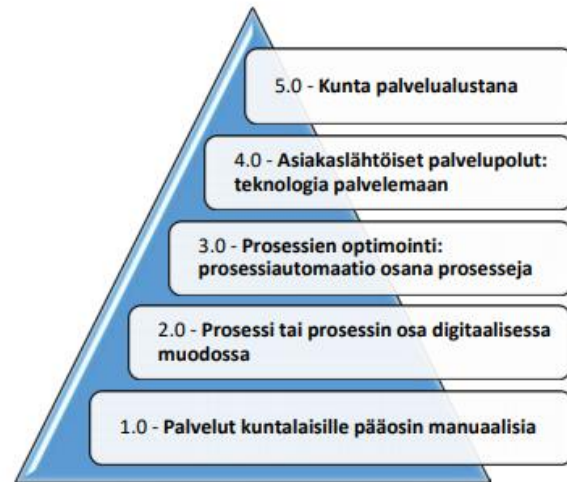 5.0 - Kunta palvelualustana
4.0 - Asiakaslähtöiset palvelupolut:
teknologia palvelemaan
3.0 - Prosessien optimointi:
prosessiautomaatio osana prosesseja
2.0 - Prosessi tai prosessin osa digitaalisessa
muodossa
1.0 - Palvelut kuntalaisille pääosin manuaalisia